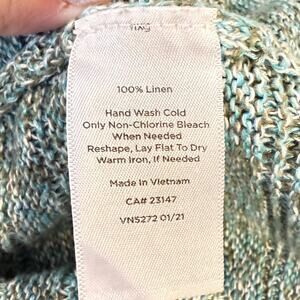 100% Linen
Hand Wash Cold
Only Non-Chlorine Bleach
When Needed
Reshape, Lay Flat To Dry
Warm Iron, If Needed
Made In Vietnam
CA# 23147
VN5272 01/21